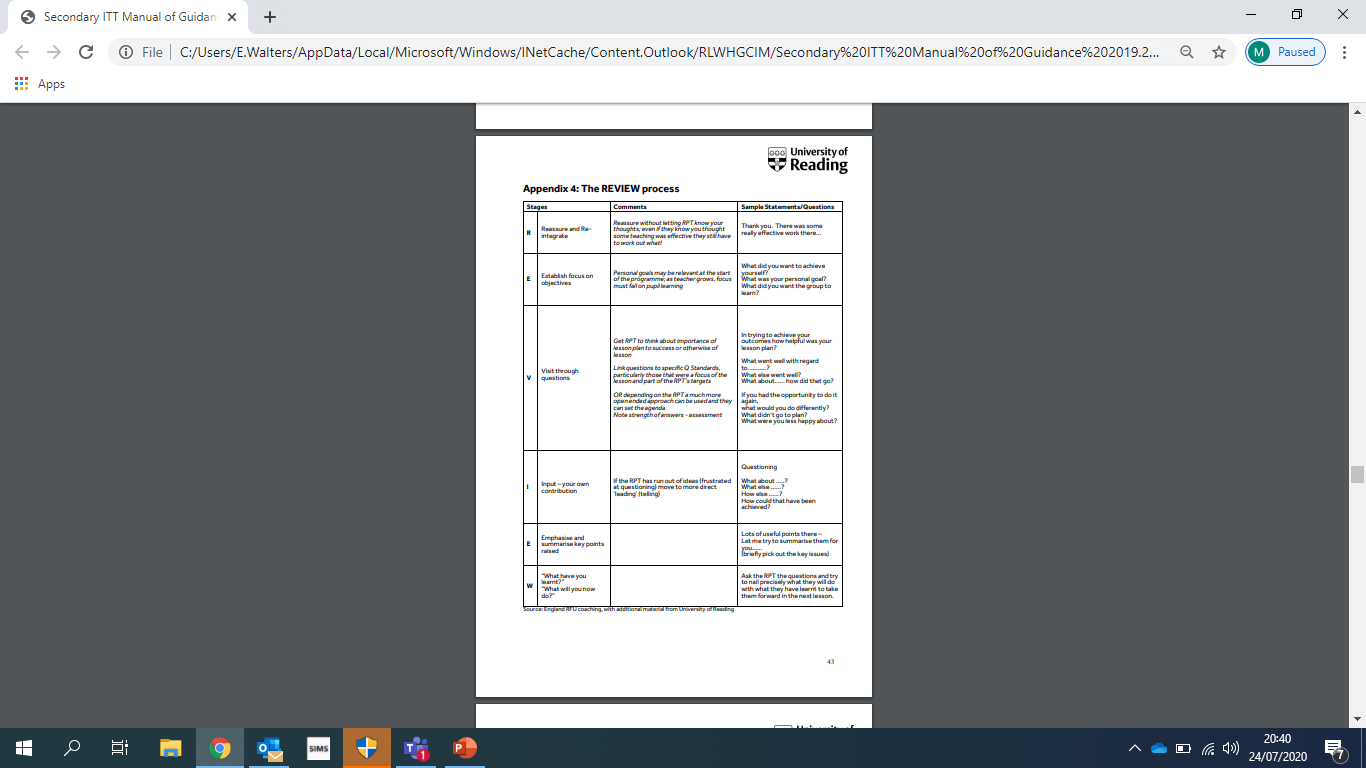 Secondary ITT Manual of Guidan
File
C:/Users/E.Walters/AppData/Local/Microsoft/Windows/INetCache/Content.Outlook/RLWHGCIM/Secondary%20ITT%20Manual%20of%20Guidance%202019.2...
M Paused
Apps
University of
Reading
Appendix 4: The REVIEW process
Stages
Comments
Sample Statements/Questions
R
Reassure and Re-
integrate
Reassure without letting RPT know your
thoughts; even if they know you thought
some teaching was effective they still have
to work out what!
Thank you. There was some
really effective work there...
E
Establish focus on
objectives
Personal goals may be relevant at the start
of the programme; as teacher grows, focus
must fall on pupil learning
What did you want to achieve
yourself?
What was your personal goal?
What did you want the group to
learn?
V
Visit through
questions
Get RPT to think about importance of
lesson plan to success or otherwise of
lesson
Link questions to specific Q Standards,
particularly those that were a focus of the
lesson and part of the RPT's targets
OR depending on the RPT a much more
open ended approach can be used and they
can set the agenda
Note strength of answers - assessment
In trying to achieve your
outcomes how helpful was your
lesson plan?
What went well with regard
to...........?
What else went well?
What about...... how did that go?
If you had the opportunity to do it
again,
what would you do differently?
What didn't go to plan?
What were you less happy about?
I
Input – your own
contribution
If the RPT has run out of ideas (frustrated
at questioning) move to more direct
'leading' (telling)
Questioning
What about .....?
What else ......?
How else ......?
How could that have been
achieved?
E
Emphasise and
summarise key points
raised
Lots of useful points there –
Let me try to summarise them for
you......
(briefly pick out the key issues)
W
"What have you
learnt?"
"What will you now
do?"
Ask the RPT the questions and try
to nail precisely what they will do
with what they have learnt to take
them forward in the next lesson.
Source: England RFU coaching, with additional material from University of Reading
43
SIMS
1
20:40
24/07/2020
7